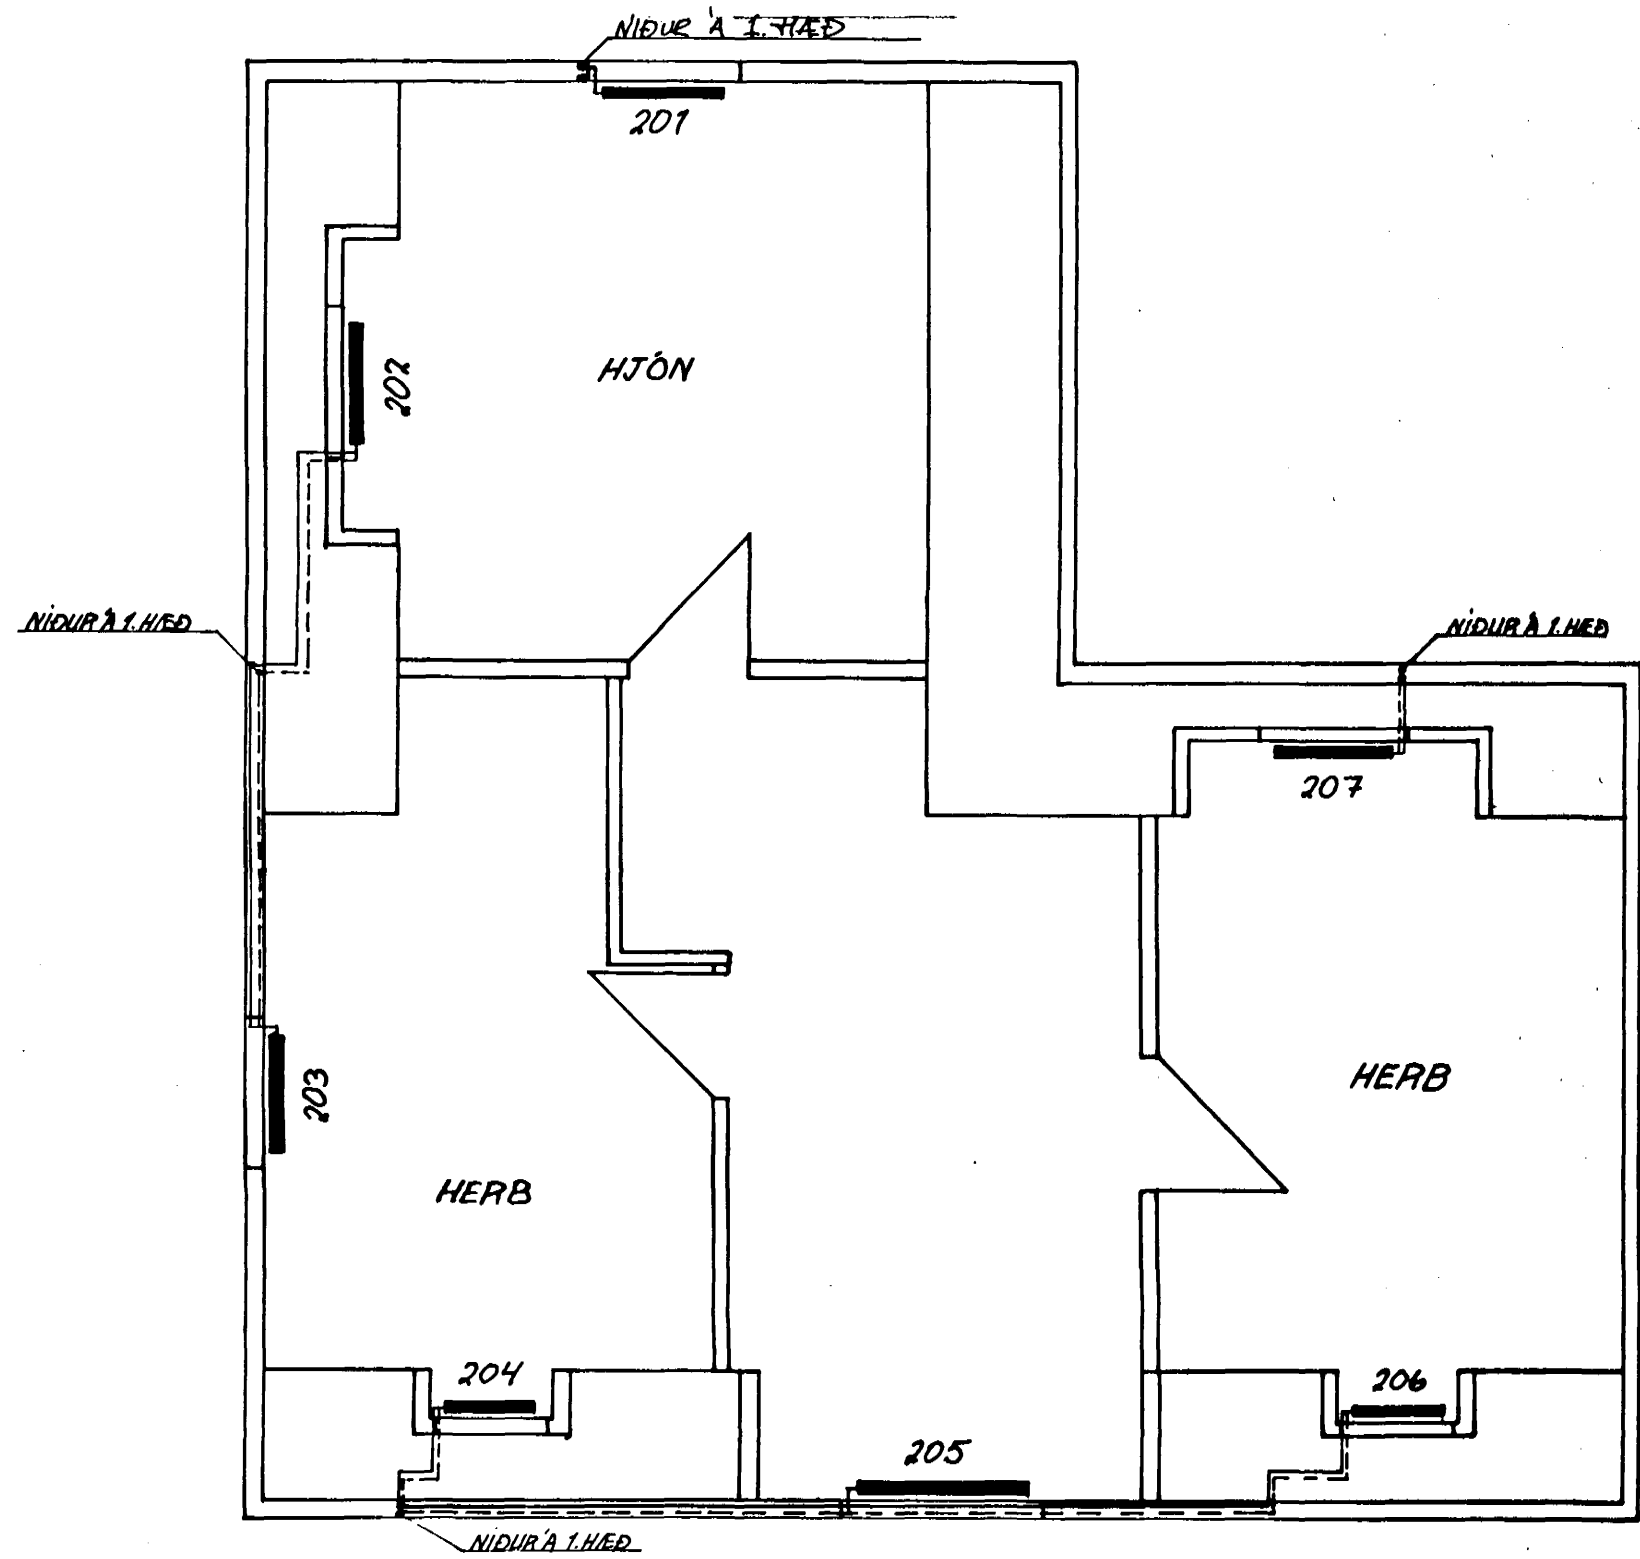 NIÐUR Á 1. HÆÐ
201
202
HJÓN
NIÐUR Á 1. HÆÐ
NIÐUR Á 1. HÆÐ
207
203
HERB
HERB
204
206
205
NIÐUR Á 1. HÆÐ